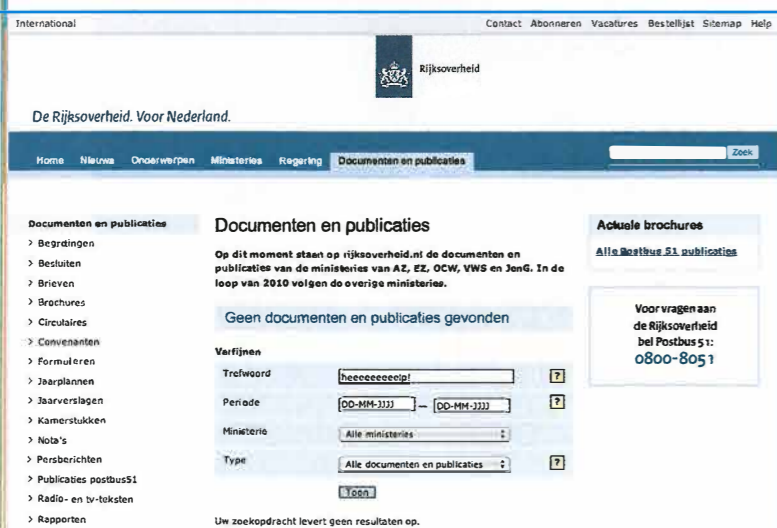 International
Contact Abonneren Vacatures Bestellijst Sitemap Help
Rijksoverheid
De Rijksoverheid. Voor Nederland.
Home Nieuws Onderwerpen Ministeries Regering Documenten en publicaties
Zoek
Documenten en publicaties
> Begrotingen
> Besluiten
> Brieven
> Brochures
> Circulaires
> Convenanten
> Formulieren
> Jaarplannen
> Jaarverslagen
> Kamerstukken
> Nota's
> Persberichten
> Publicaties postbus51
> Radio- en tv-teksten
> Rapporten
Documenten en publicaties
Op dit moment staan op rijksoverheid.nl de documenten en
publicaties van de ministeries van AZ, EZ, OCW, VWS en JenG. In de
loop van 2010 volgen de overige ministeries.
Geen documenten en publicaties gevonden
Verfijnen
Trefwoord heeeeeeeeelp! ?
Periode DD-MM-JJJJ — DD-MM-JJJJ ?
Ministerie Alle ministeries
Type Alle documenten en publicaties ?
Toon
Uw zoekopdracht levert geen resultaten op.
Actuele brochures
Alle Postbus 51 publicaties
Voor vragen aan
de Rijksoverheid
bel Postbus 51:
0800-8051